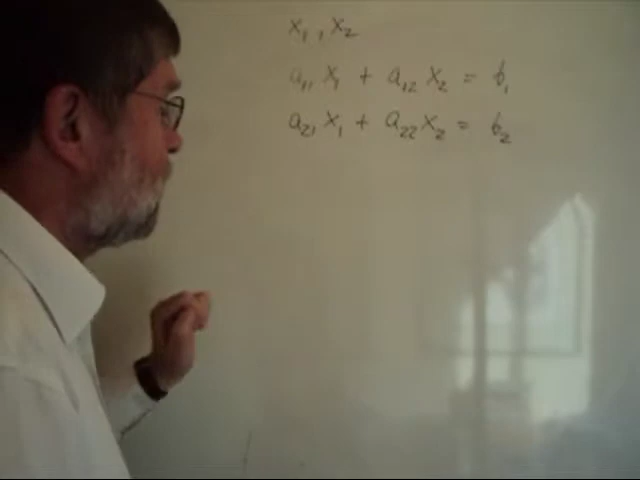 x₁, x₂
a₁₁ x₁ + a₁₂ x₂ = b₁
a₂₁ x₁ + a₂₂ x₂ = b₂